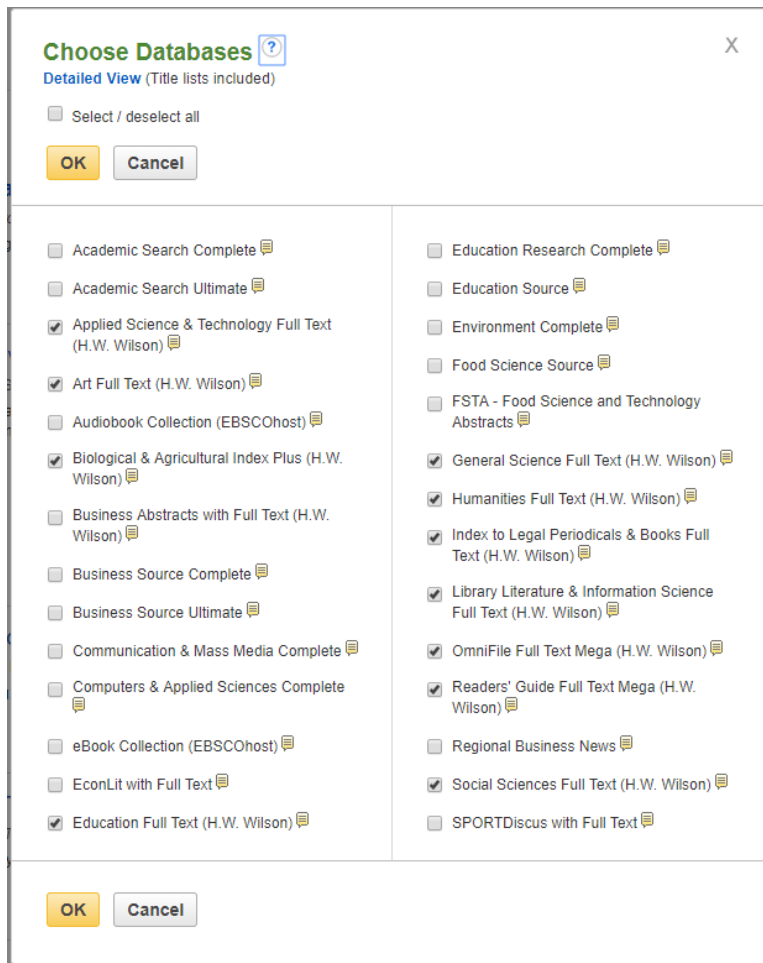 Choose Databases ?
X
Detailed View (Title lists included)
Select / deselect all
OK Cancel
Academic Search Complete
Academic Search Ultimate
Applied Science & Technology Full Text
(H.W. Wilson)
Art Full Text (H.W. Wilson)
Audiobook Collection (EBSCOhost)
Biological & Agricultural Index Plus (H.W.
Wilson)
Business Abstracts with Full Text (H.W.
Wilson)
Business Source Complete
Business Source Ultimate
Communication & Mass Media Complete
Computers & Applied Sciences Complete
eBook Collection (EBSCOhost)
EconLit with Full Text
Education Full Text (H.W. Wilson)
Education Research Complete
Education Source
Environment Complete
Food Science Source
FSTA - Food Science and Technology
Abstracts
General Science Full Text (H.W. Wilson)
Humanities Full Text (H.W. Wilson)
Index to Legal Periodicals & Books Full
Text (H.W. Wilson)
Library Literature & Information Science
Full Text (H.W. Wilson)
OmniFile Full Text Mega (H.W. Wilson)
Readers' Guide Full Text Mega (H.W.
Wilson)
Regional Business News
Social Sciences Full Text (H.W. Wilson)
SPORTDiscus with Full Text
OK Cancel